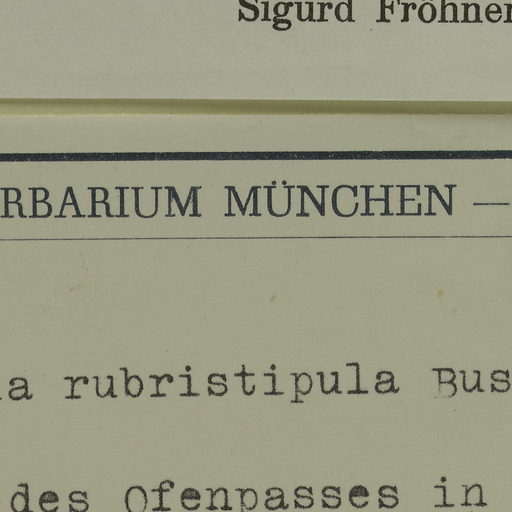 Sigurd Fröhner
RBARIUM MÜNCHEN —
a rubristipula Bus
des Ofenpasses in